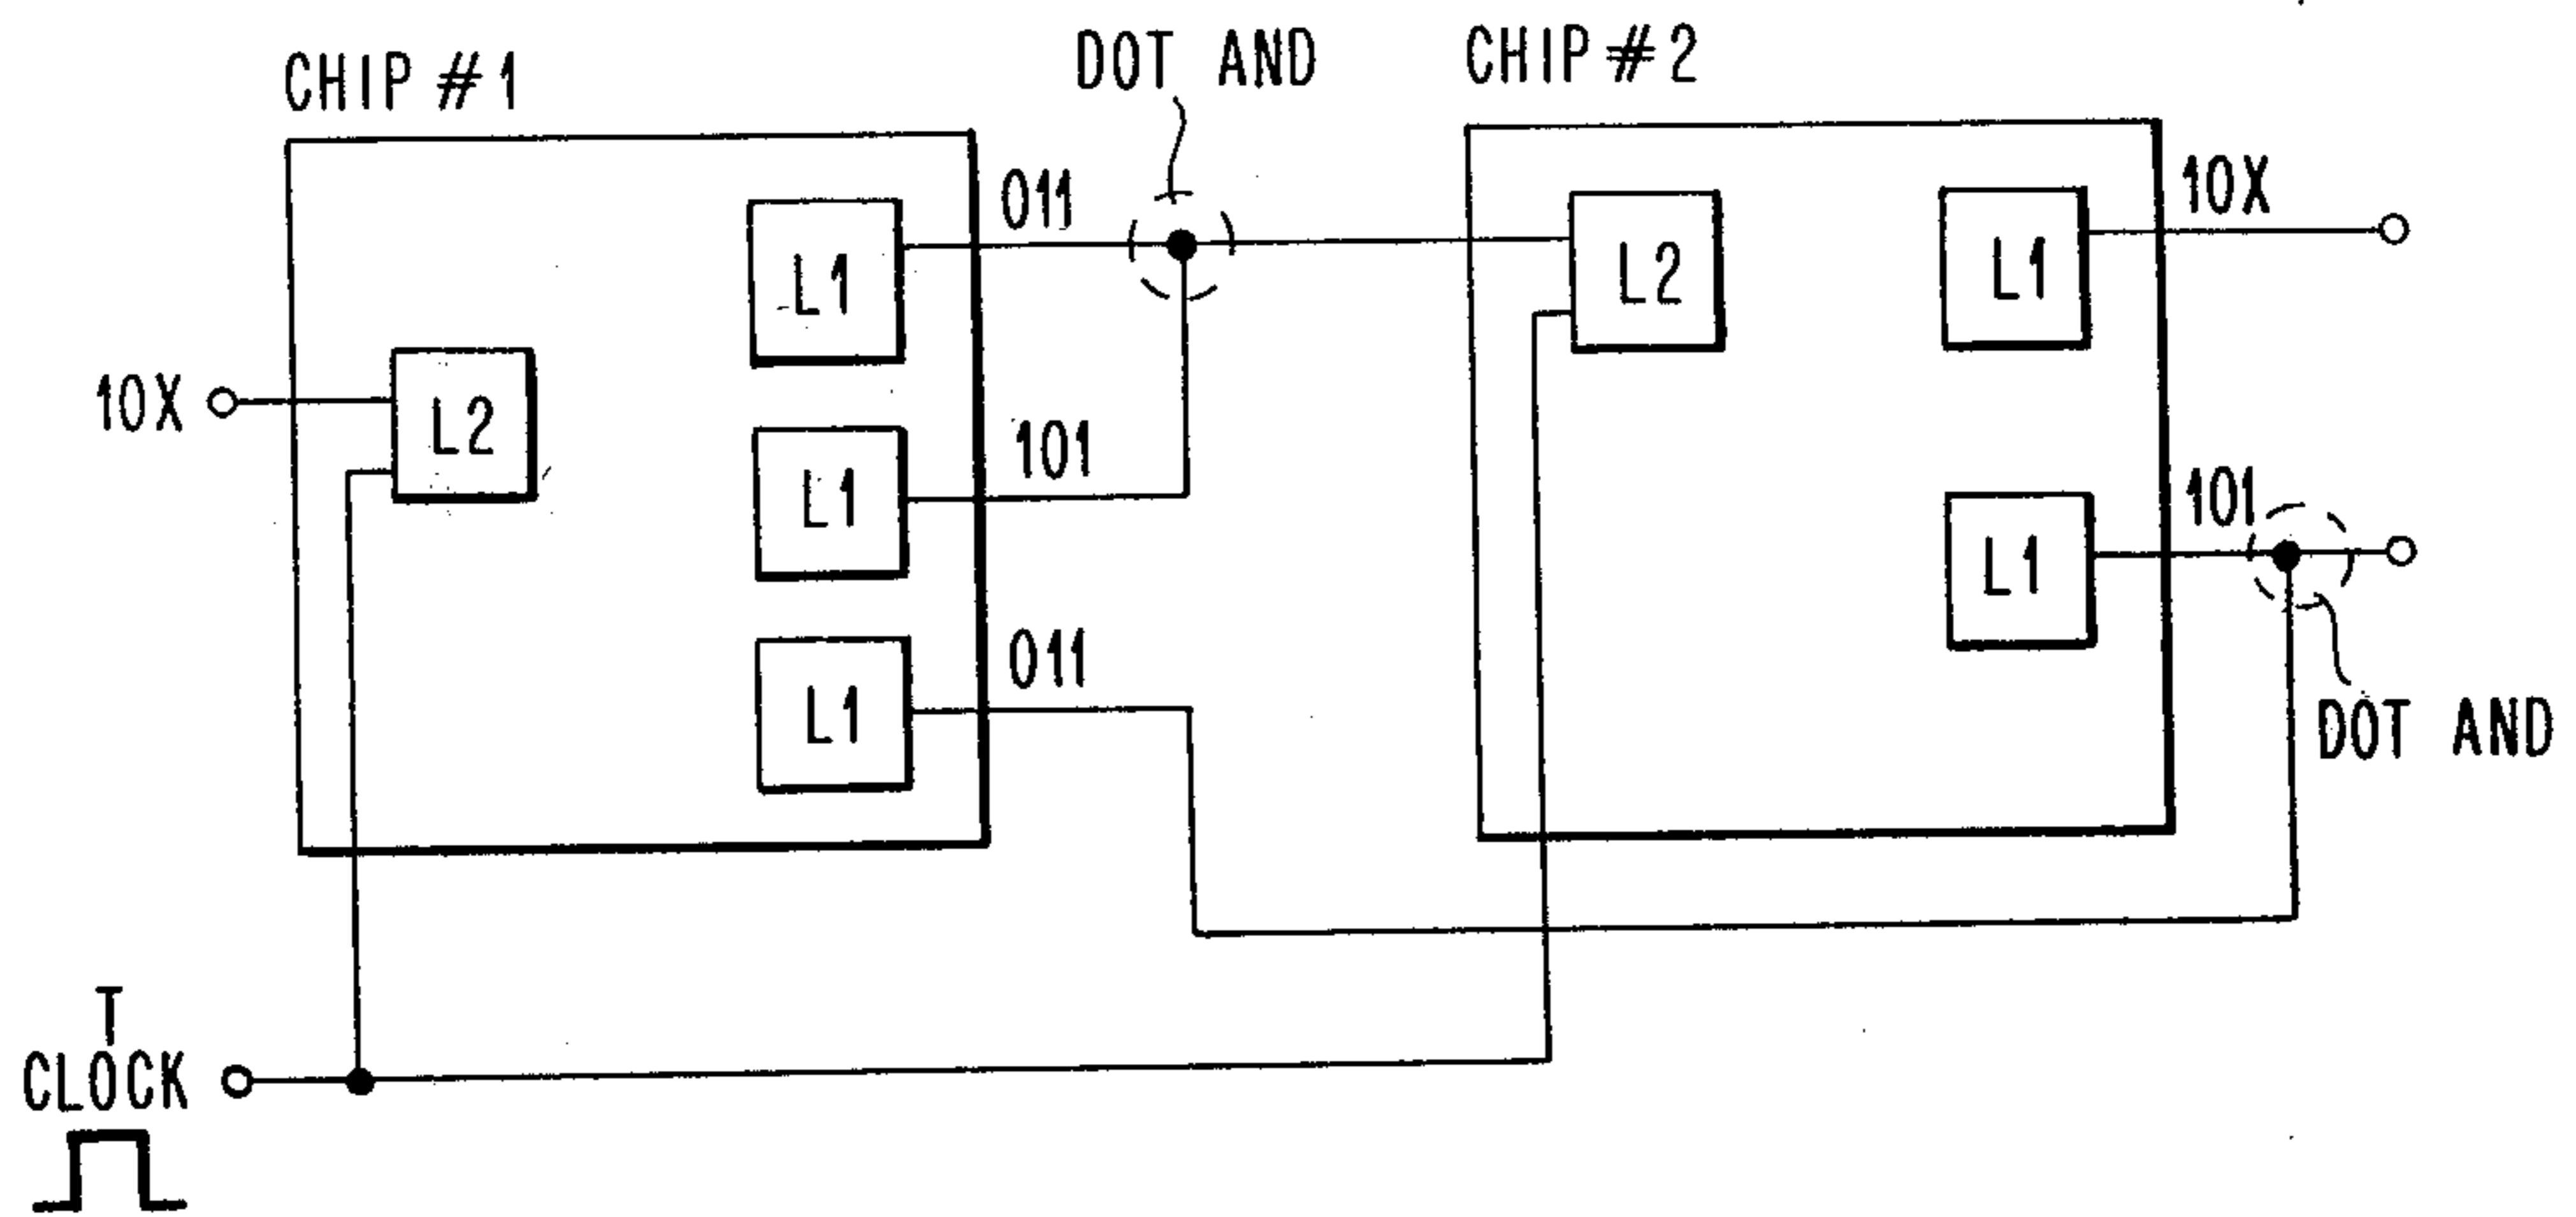 CHIP #1
DOT AND
CHIP #2
011
10X
L1
L2
L1
10X
L2
101
L1
101
L1
011
L1
DOT AND
T
CLOCK